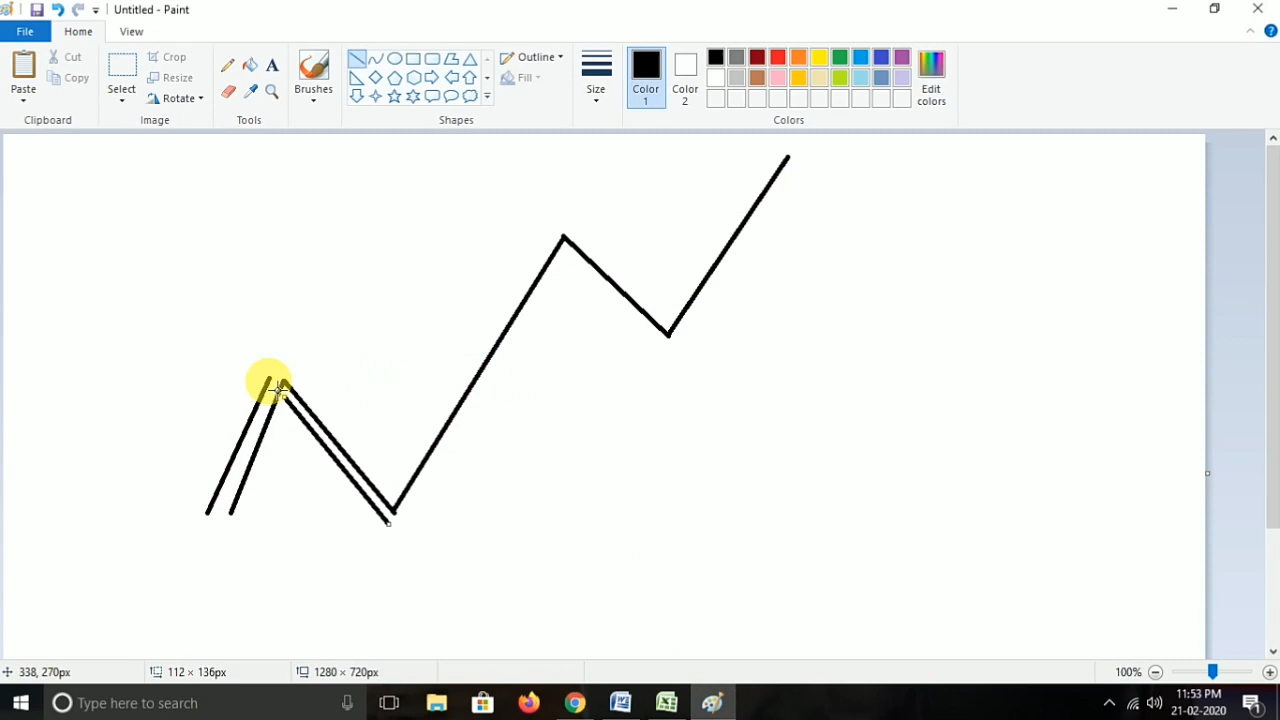 Untitled - Paint
File Home View
Paste
Cut
Copy
Clipboard
Select
Crop
Resize
Rotate
Image
A
Tools
Brushes
Outline
Fill
Shapes
Size
Color 1
Color 2
Edit colors
Colors
338, 270px
112 × 136px
1280 × 720px
100%
Type here to search
11:53 PM
21-02-2020
1